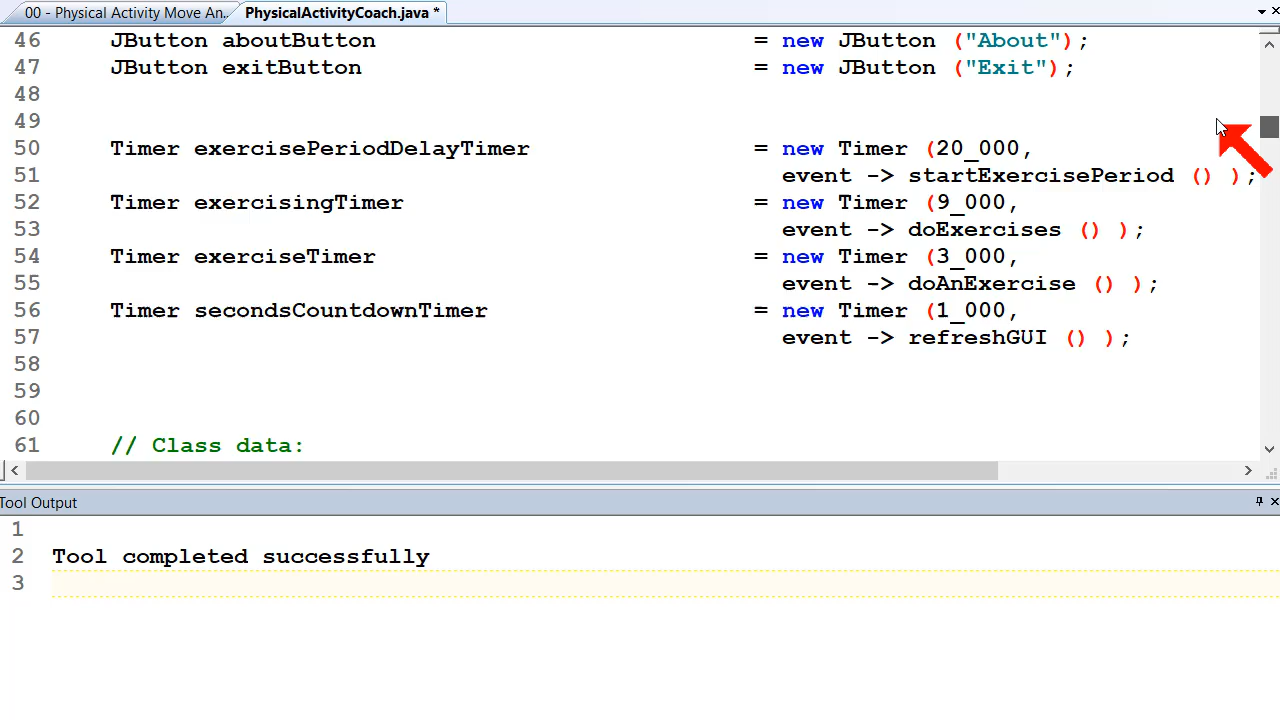 00 - Physical Activity Move An.. PhysicalActivityCoach.java *
46 JButton aboutButton = new JButton ("About");
47 JButton exitButton = new JButton ("Exit");
48
49
50 Timer exercisePeriodDelayTimer = new Timer (20_000,
51 event -> startExercisePeriod () );
52 Timer exercisingTimer = new Timer (9_000,
53 event -> doExercises () );
54 Timer exerciseTimer = new Timer (3_000,
55 event -> doAnExercise () );
56 Timer secondsCountdownTimer = new Timer (1_000,
57 event -> refreshGUI () );
58
59
60
61 // Class data:
Tool Output
1
2 Tool completed successfully
3